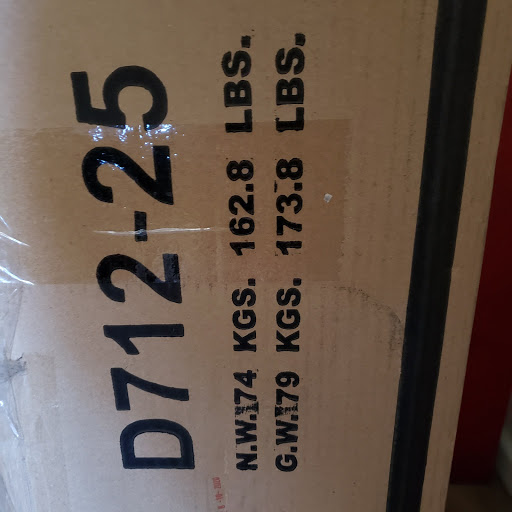 D712-25
N.W.:74 KGS. 162.8 LBS.
G.W.:79 KGS. 173.8 LBS.